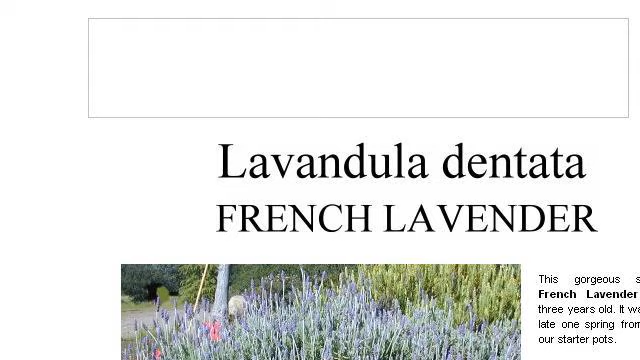 Lavandula dentata
FRENCH LAVENDER
This gorgeous
French Lavender
three years old. It
late one spring from
our starter pots.